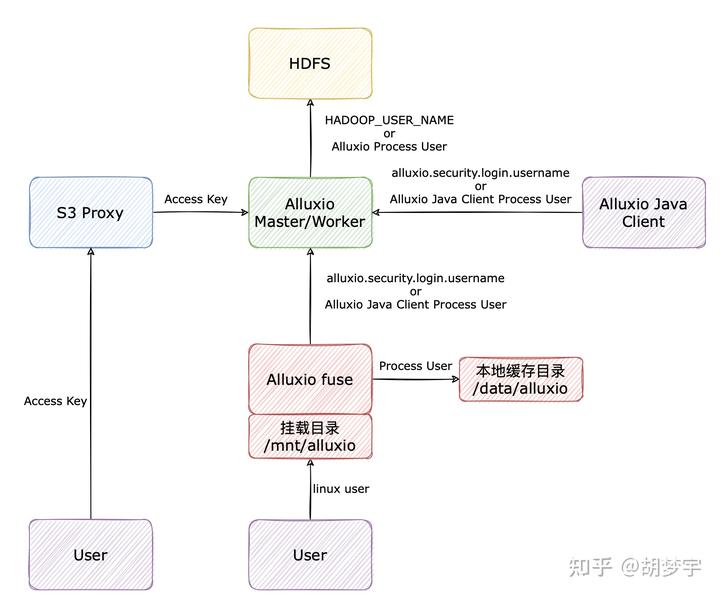 HDFS
HADOOP_USER_NAME
or
Alluxio Process User
alluxio.security.login.username
or
Alluxio Java Client Process User
S3 Proxy
Access Key
Alluxio
Master/Worker
Alluxio Java
Client
alluxio.security.login.username
or
Alluxio Java Client Process User
Alluxio fuse
Process User
本地缓存目录
/data/alluxio
Access Key
挂载目录
/mnt/alluxio
linux user
User
User
知乎 @胡梦宇